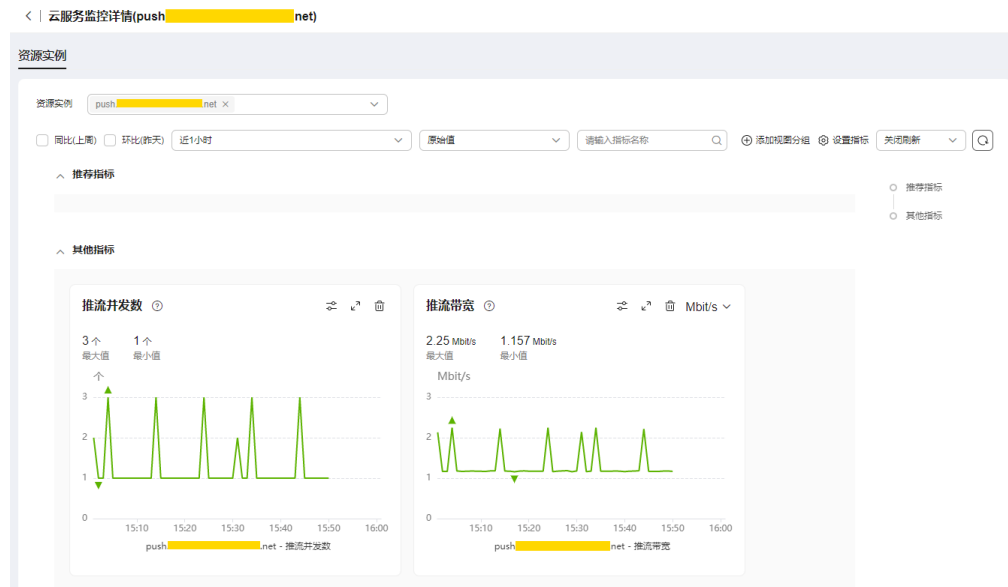 云服务监控详情(push net)
资源实例
资源实例 push. .net ×
同比(上周) 环比(昨天) 近1小时 原始值 请输入指标名称 添加视图分组 设置指标 关闭刷新
推荐指标
推荐指标
其他指标
其他指标
推流并发数
3 个 1 个
最大值 最小值
个
3
2
1
0
15:10 15:20 15:30 15:40 15:50 16:00
push. .net - 推流并发数
推流带宽 Mbit/s
2.25 Mbit/s 1.157 Mbit/s
最大值 最小值
Mbit/s
3
2
1
0
15:10 15:20 15:30 15:40 15:50 16:00
push net - 推流带宽